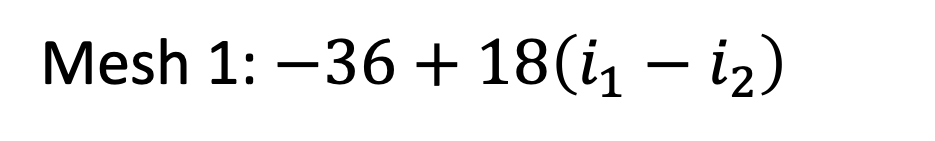 Mesh 1: −36 + 18(𝑖₁ − 𝑖₂)